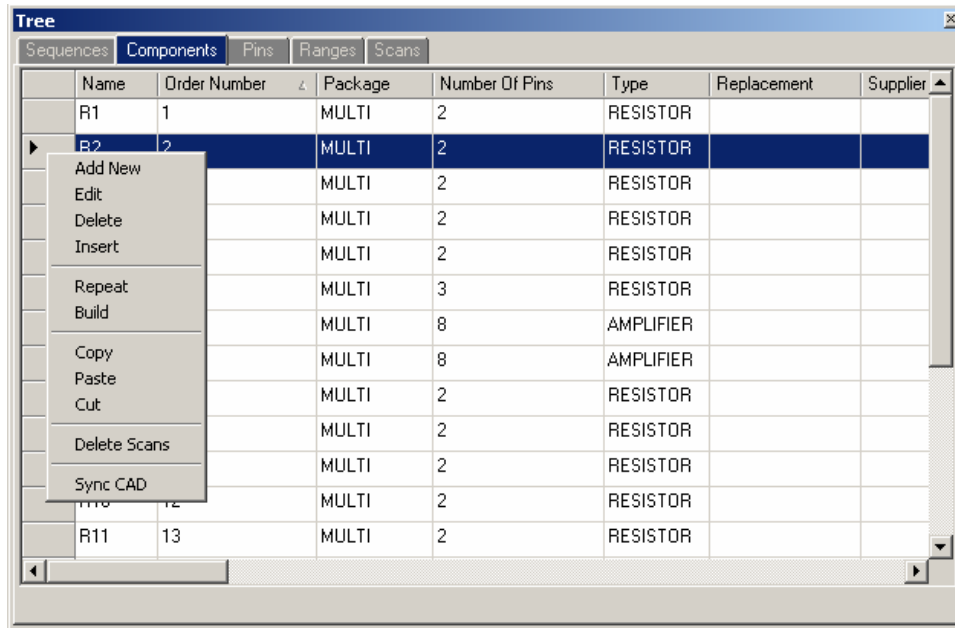 Tree
Sequences Components Pins Ranges Scans
Name Order Number Package Number Of Pins Type Replacement Supplier
R1 1 MULTI 2 RESISTOR
R2 2 MULTI 2 RESISTOR
Add New
Edit
MULTI 2 RESISTOR
Delete
MULTI 2 RESISTOR
Insert
MULTI 2 RESISTOR
Repeat
MULTI 3 RESISTOR
Build
MULTI 8 AMPLIFIER
Copy
MULTI 8 AMPLIFIER
Paste
Cut
MULTI 2 RESISTOR
Delete Scans
MULTI 2 RESISTOR
MULTI 2 RESISTOR
Sync CAD
R10 12 MULTI 2 RESISTOR
R11 13 MULTI 2 RESISTOR